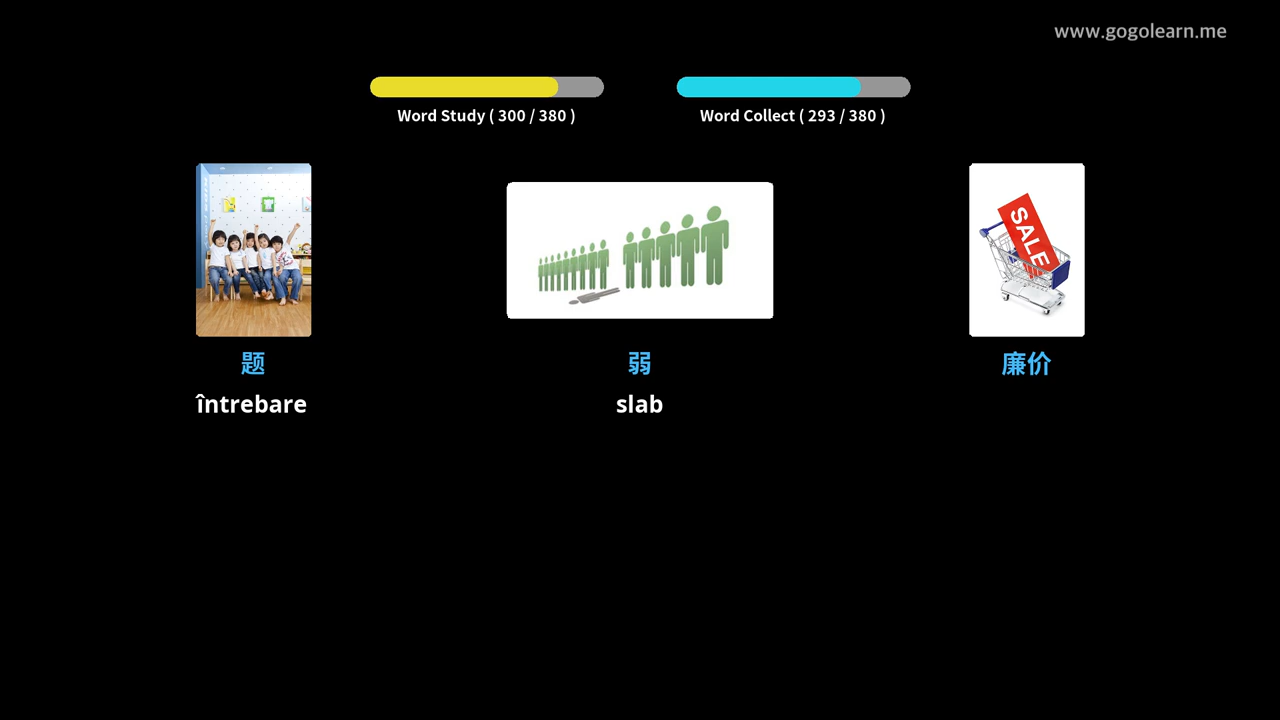 www.gogolearn.me
Word Study ( 300 / 380 )
Word Collect ( 293 / 380 )
SALE
题
弱
廉价
întrebare
slab